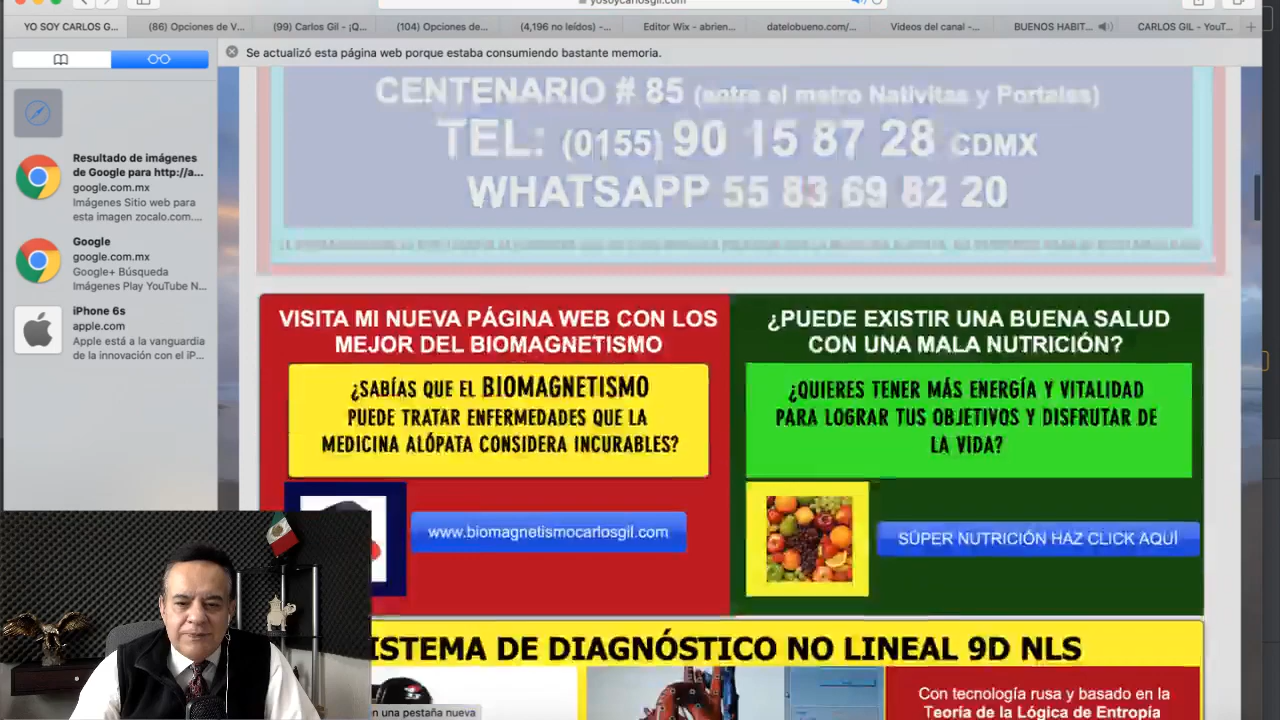 yosoycarlosgil.com
YO SOY CARLOS G...
(86) Opciones de V...
(99) Carlos Gil - ¡Q...
(104) Opciones de...
(4,196 no leídos) -...
Editor Wix - abrien...
datelobueno.com/...
Videos del canal -...
BUENOS HABIT...
CARLOS GIL - YouT...
Se actualizó esta página web porque estaba consumiendo bastante memoria.
Resultado de imágenes
de Google para http://a...
google.com.mx
Imágenes Sitio web para
esta imagen zocalo.com....
Google
google.com.mx
Google+ Búsqueda
Imágenes Play YouTube N...
iPhone 6s
apple.com
Apple está a la vanguardia
de la innovación con el iP...
CENTENARIO # 85 (entre el metro Nativitas y Portales)
TEL: (0155) 90 15 87 28 CDMX
WHATSAPP 55 83 69 82 20
VISITA MI NUEVA PÁGINA WEB CON LOS
MEJOR DEL BIOMAGNETISMO
¿SABÍAS QUE EL BIOMAGNETISMO
PUEDE TRATAR ENFERMEDADES QUE LA
MEDICINA ALÓPATA CONSIDERA INCURABLES?
www.biomagnetismocarlosgil.com
¿PUEDE EXISTIR UNA BUENA SALUD
CON UNA MALA NUTRICIÓN?
¿QUIERES TENER MÁS ENERGÍA Y VITALIDAD
PARA LOGRAR TUS OBJETIVOS Y DISFRUTAR DE
LA VIDA?
SÚPER NUTRICIÓN HAZ CLICK AQUÍ
ISTEMA DE DIAGNÓSTICO NO LINEAL 9D NLS
en una pestaña nueva
Con tecnología rusa y basado en la
Teoría de la Lógica de Entropía